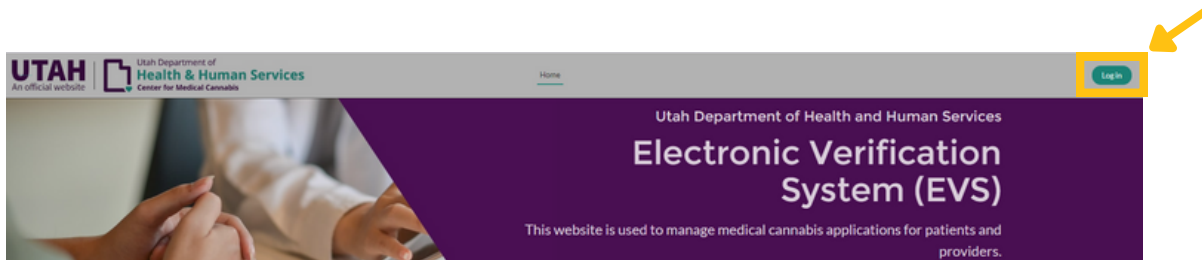 UTAH
An official website
Utah Department of
Health & Human Services
Center for Medical Cannabis
Home
Log in
Utah Department of Health and Human Services
Electronic Verification
System (EVS)
This website is used to manage medical cannabis applications for patients and
providers.